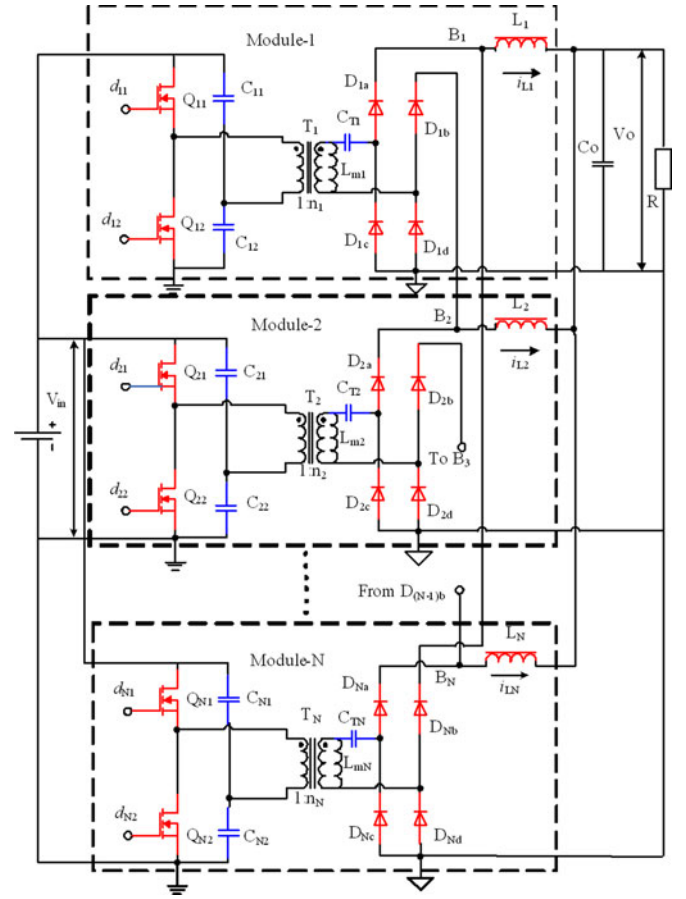 Module-1
B₁
L₁
iL1
d₁₁
Q₁₁
C₁₁
D₁ₐ
D₁b
CT1
T₁
Lm1
1:n₁
Co
Vo
R
d₁₂
Q₁₂
C₁₂
D₁c
D₁d
Module-2
B₂
L₂
iL2
Vin
+
-
d₂₁
Q₂₁
C₂₁
D₂ₐ
D₂b
CT2
T₂
Lm2
1:n₂
To B₃
d₂₂
Q₂₂
C₂₂
D₂c
D₂d
From D(N-1)b
Module-N
BN
LN
iLN
dN1
QN1
CN1
DNa
DNb
CTN
TN
LmN
1:nN
dN2
QN2
CN2
DNc
DNd